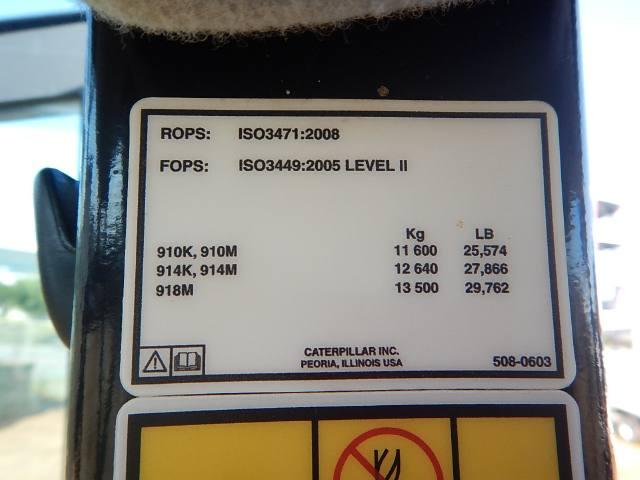 ROPS: ISO3471:2008
FOPS: ISO3449:2005 LEVEL II
Kg LB
910K, 910M 11 600 25,574
914K, 914M 12 640 27,866
918M 13 500 29,762
CATERPILLAR INC.
PEORIA, ILLINOIS USA 508-0603